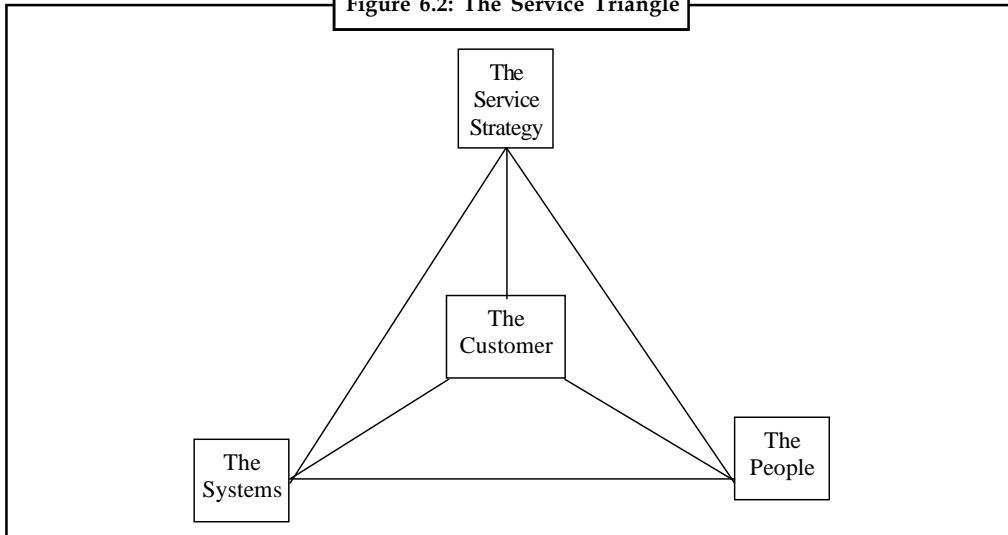 Figure 6.2: The Service Triangle
The
Service
Strategy
The
Customer
The
Systems
The
People